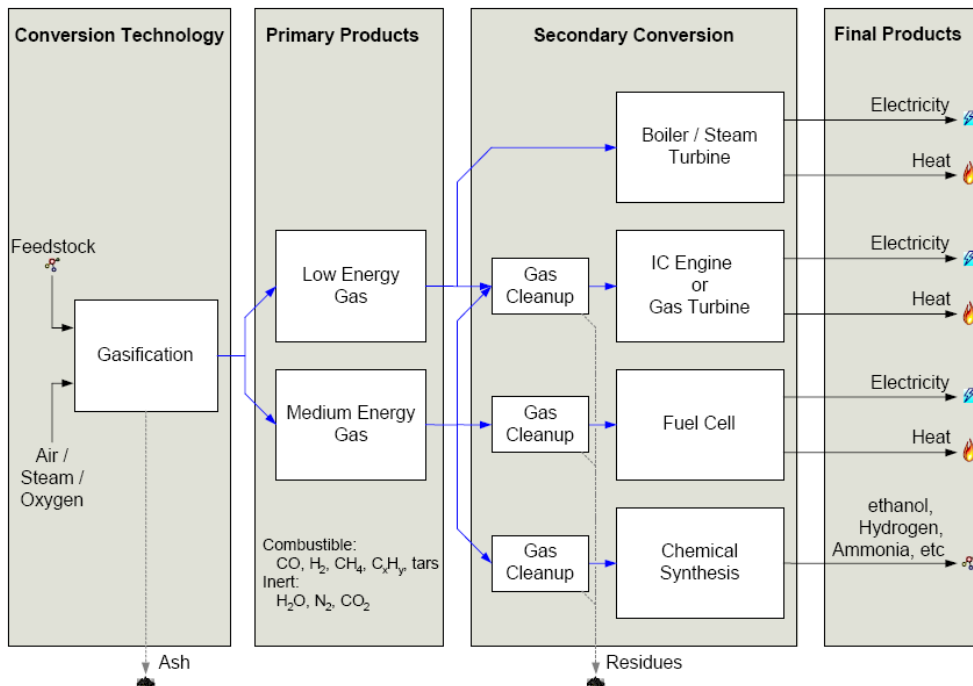 Conversion Technology
Primary Products
Secondary Conversion
Final Products
Feedstock
Gasification
Air /
Steam /
Oxygen
Ash
Low Energy
Gas
Medium Energy
Gas
Combustible:
CO, H₂, CH₄, CₓHᵧ, tars
Inert:
H₂O, N₂, CO₂
Boiler / Steam
Turbine
Gas
Cleanup
IC Engine
or
Gas Turbine
Gas
Cleanup
Fuel Cell
Gas
Cleanup
Chemical
Synthesis
Residues
Electricity
Heat
Electricity
Heat
Electricity
Heat
ethanol,
Hydrogen,
Ammonia, etc